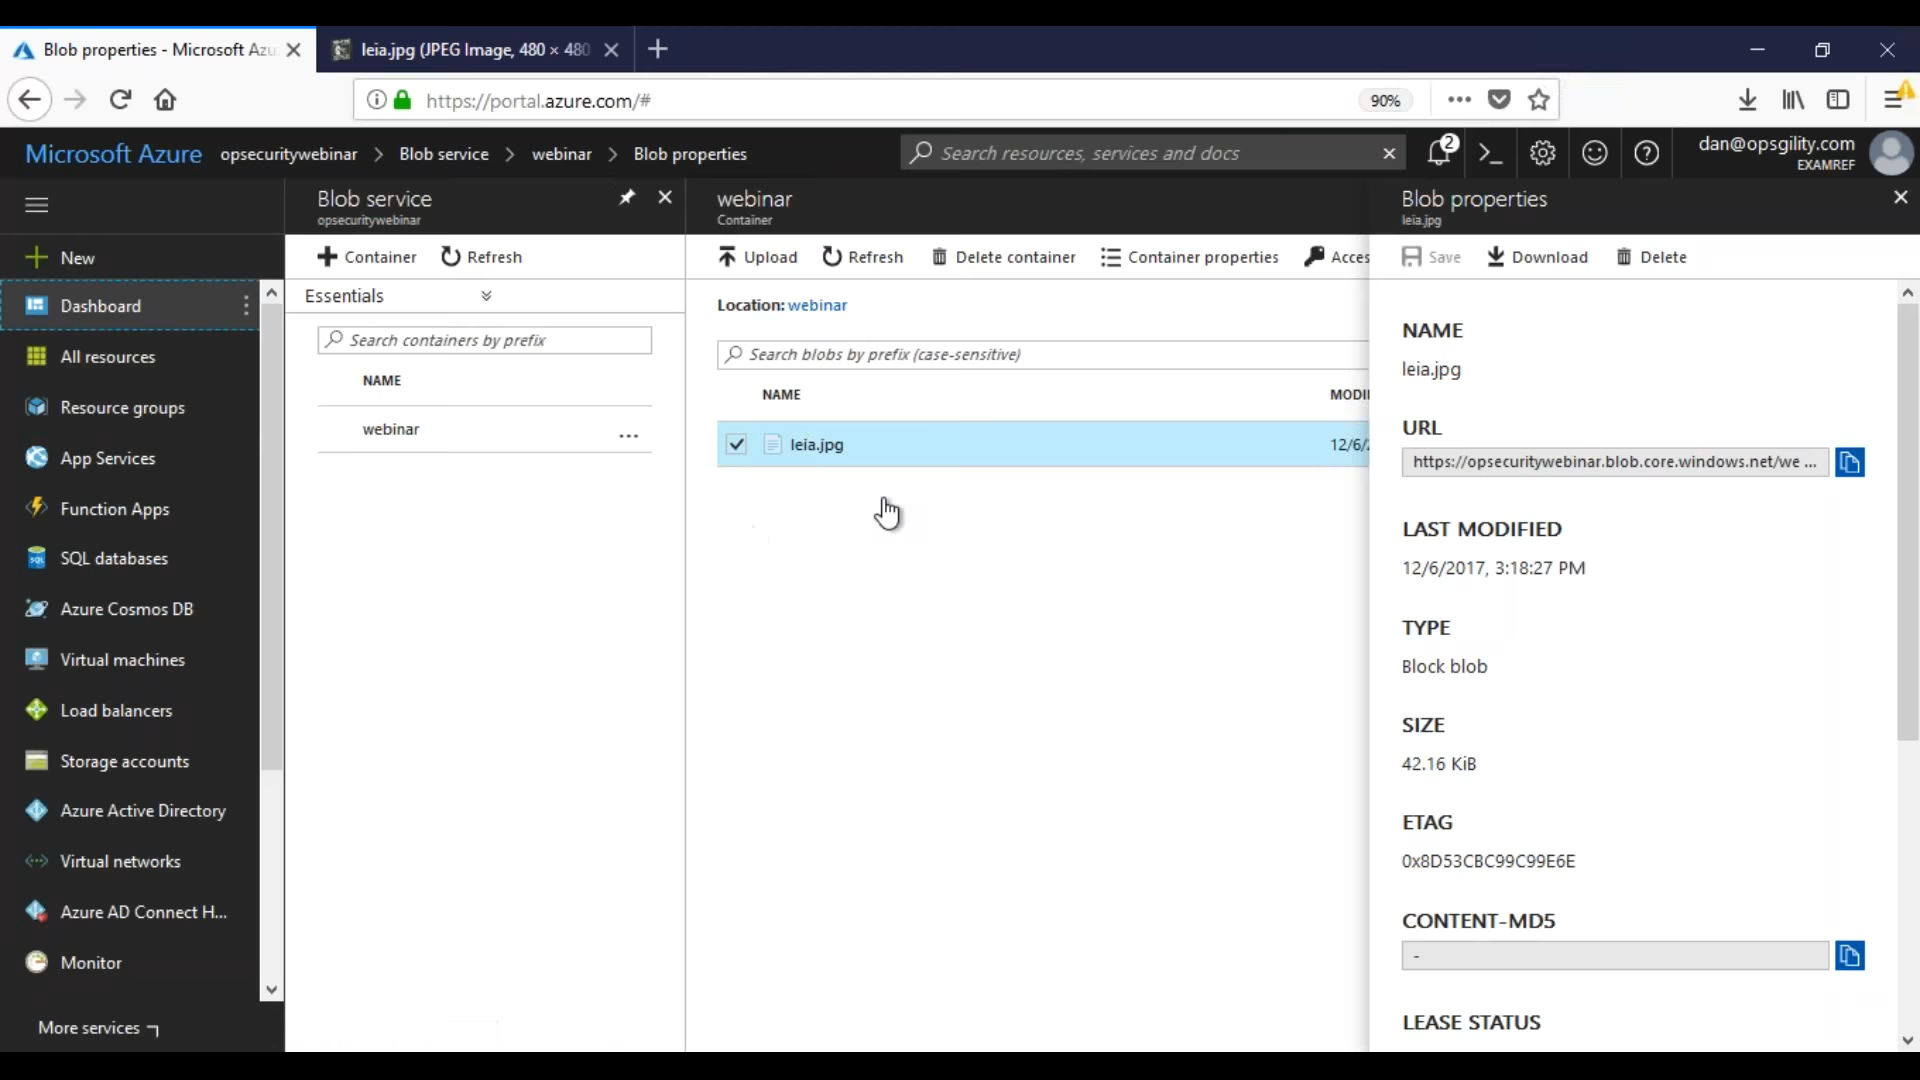 Blob properties - Microsoft Azu
leia.jpg (JPEG Image, 480 × 480
https://portal.azure.com/#
90%
Microsoft Azure
opsecuritywebinar
Blob service
webinar
Blob properties
Search resources, services and docs
2
dan@opsgility.com
EXAMREF
New
Dashboard
All resources
Resource groups
App Services
Function Apps
SQL databases
Azure Cosmos DB
Virtual machines
Load balancers
Storage accounts
Azure Active Directory
Virtual networks
Azure AD Connect H...
Monitor
More services
Blob service
opsecuritywebinar
Container
Refresh
Essentials
Search containers by prefix
NAME
webinar
...
webinar
Container
Upload
Refresh
Delete container
Container properties
Acces
Location: webinar
Search blobs by prefix (case-sensitive)
NAME
MODI
leia.jpg
12/6/
Blob properties
leia.jpg
Save
Download
Delete
NAME
leia.jpg
URL
https://opsecuritywebinar.blob.core.windows.net/we ...
LAST MODIFIED
12/6/2017, 3:18:27 PM
TYPE
Block blob
SIZE
42.16 KiB
ETAG
0x8D53CBC99C99E6E
CONTENT-MD5
-
LEASE STATUS